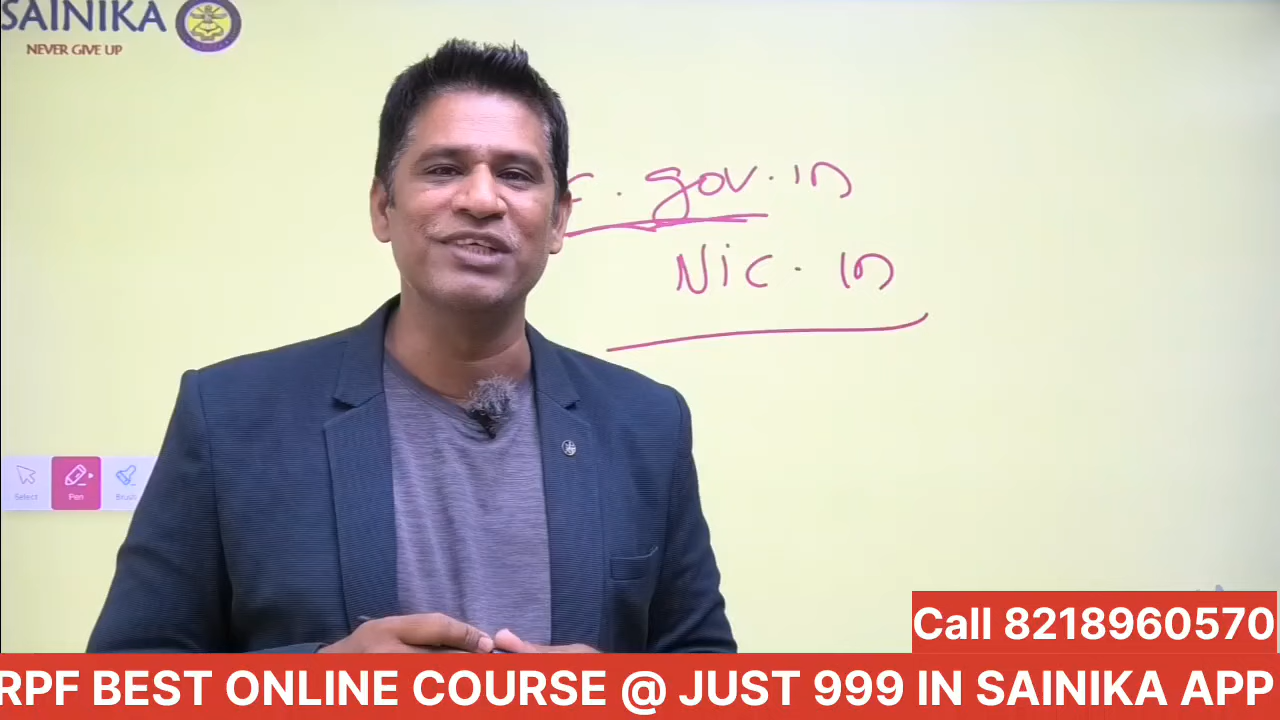 SAINIKA
NEVER GIVE UP
. gov.in
Nic.in
Select
Pen
Brush
Call 8218960570
RPF BEST ONLINE COURSE @ JUST 999 IN SAINIKA APP